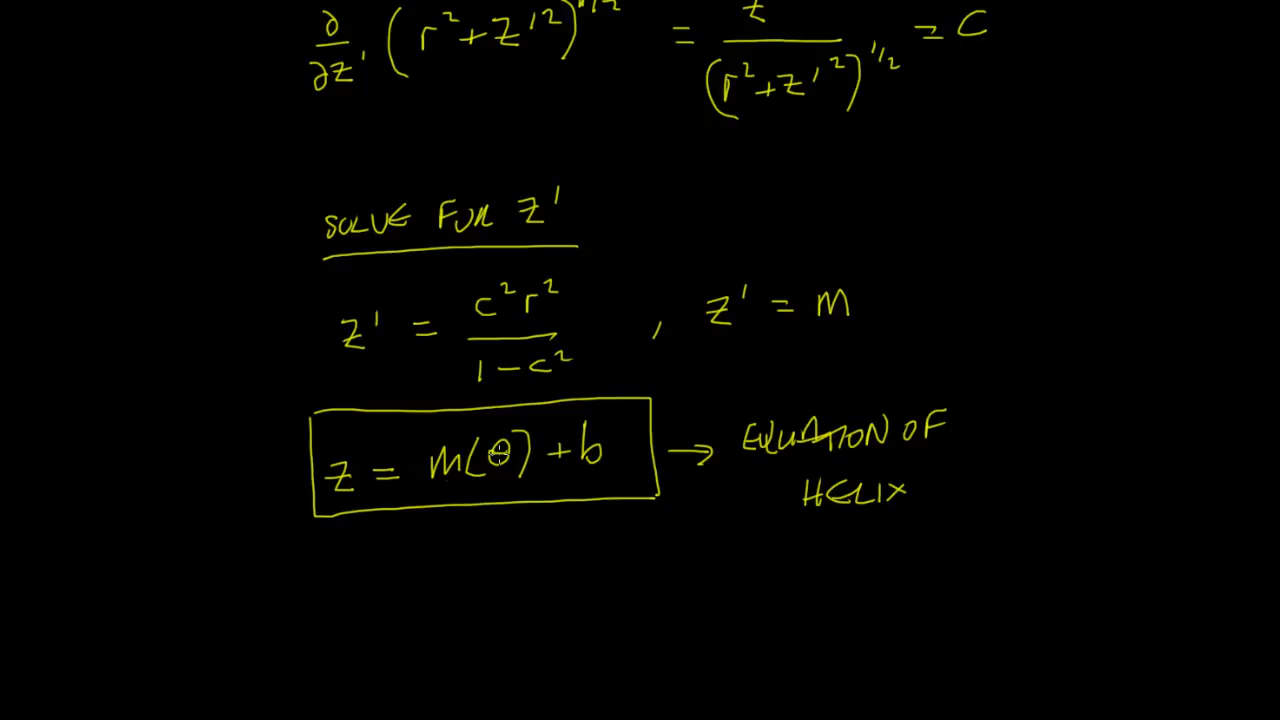 ∂/∂z' (r² + z'²)^1/2 = z'/(r² + z'²)^1/2 = C
SOLVE FOR z'
z' = c²r²/(1 - c²) , z' = m
z = m(θ) + b → EQUATION OF
HELIX